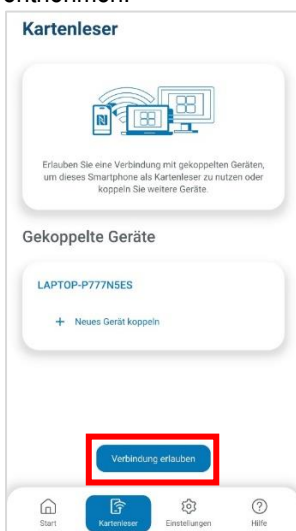 entnehmen.
Kartenleser
Erlauben Sie eine Verbindung mit gekoppelten Geräten,
um dieses Smartphone als Kartenleser zu nutzen oder
koppeln Sie weitere Geräte.
Gekoppelte Geräte
LAPTOP-P777N5ES
+ Neues Gerät koppeln
Verbindung erlauben
Start Kartenleser Einstellungen Hilfe